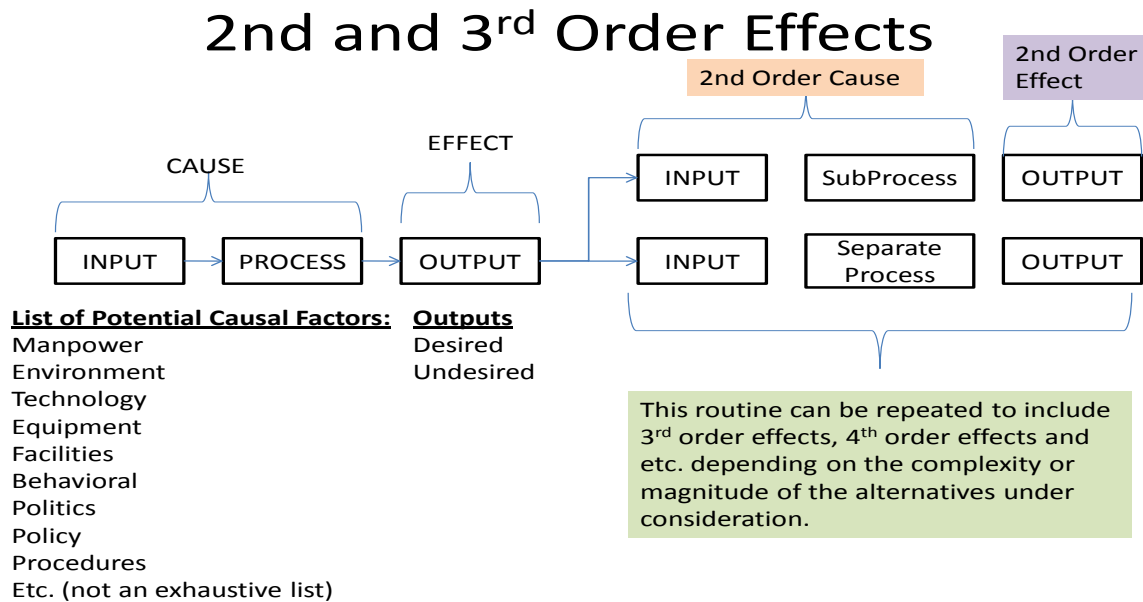 2nd and 3rd Order Effects
2nd Order Cause
2nd Order
Effect
CAUSE
EFFECT
INPUT
SubProcess
OUTPUT
INPUT
PROCESS
OUTPUT
INPUT
Separate
Process
OUTPUT
List of Potential Causal Factors:
Manpower
Environment
Technology
Equipment
Facilities
Behavioral
Politics
Policy
Procedures
Etc. (not an exhaustive list)
Outputs
Desired
Undesired
This routine can be repeated to include
3rd order effects, 4th order effects and
etc. depending on the complexity or
magnitude of the alternatives under
consideration.